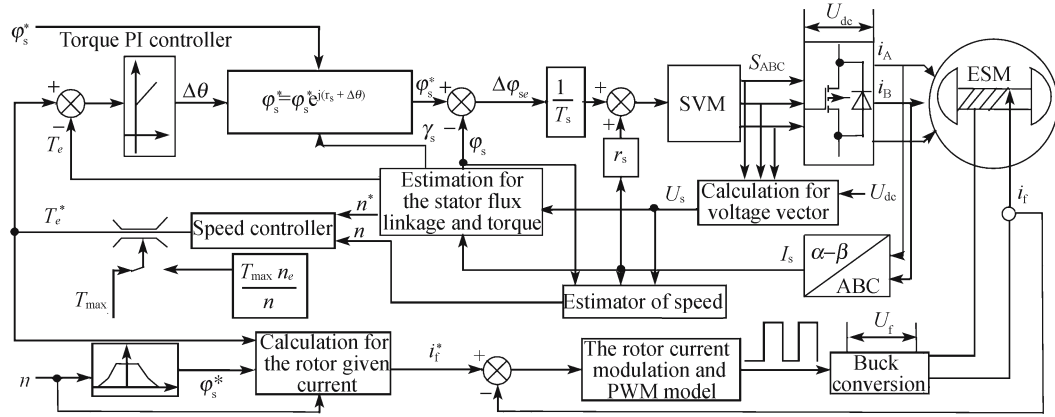 φs*
Torque PI controller
Udc
SABC
iA
iB
ESM
+
Δθ
φs*=φs*e^j(rs + Δθ)
φs*
+
Δφse
1
Ts
+
+
SVM
−
Te
γs
−
φs
rs
Estimation for
the stator flux
linkage and torque
Us
Calculation for
voltage vector
Udc
if
Te*
n*
n
Speed controller
Is
α−β
ABC
Tmax
Tmax ne
n
Estimator of speed
n
φs*
Calculation for
the rotor given
current
if*
+
−
The rotor current
modulation and
PWM model
Uf
Buck
conversion